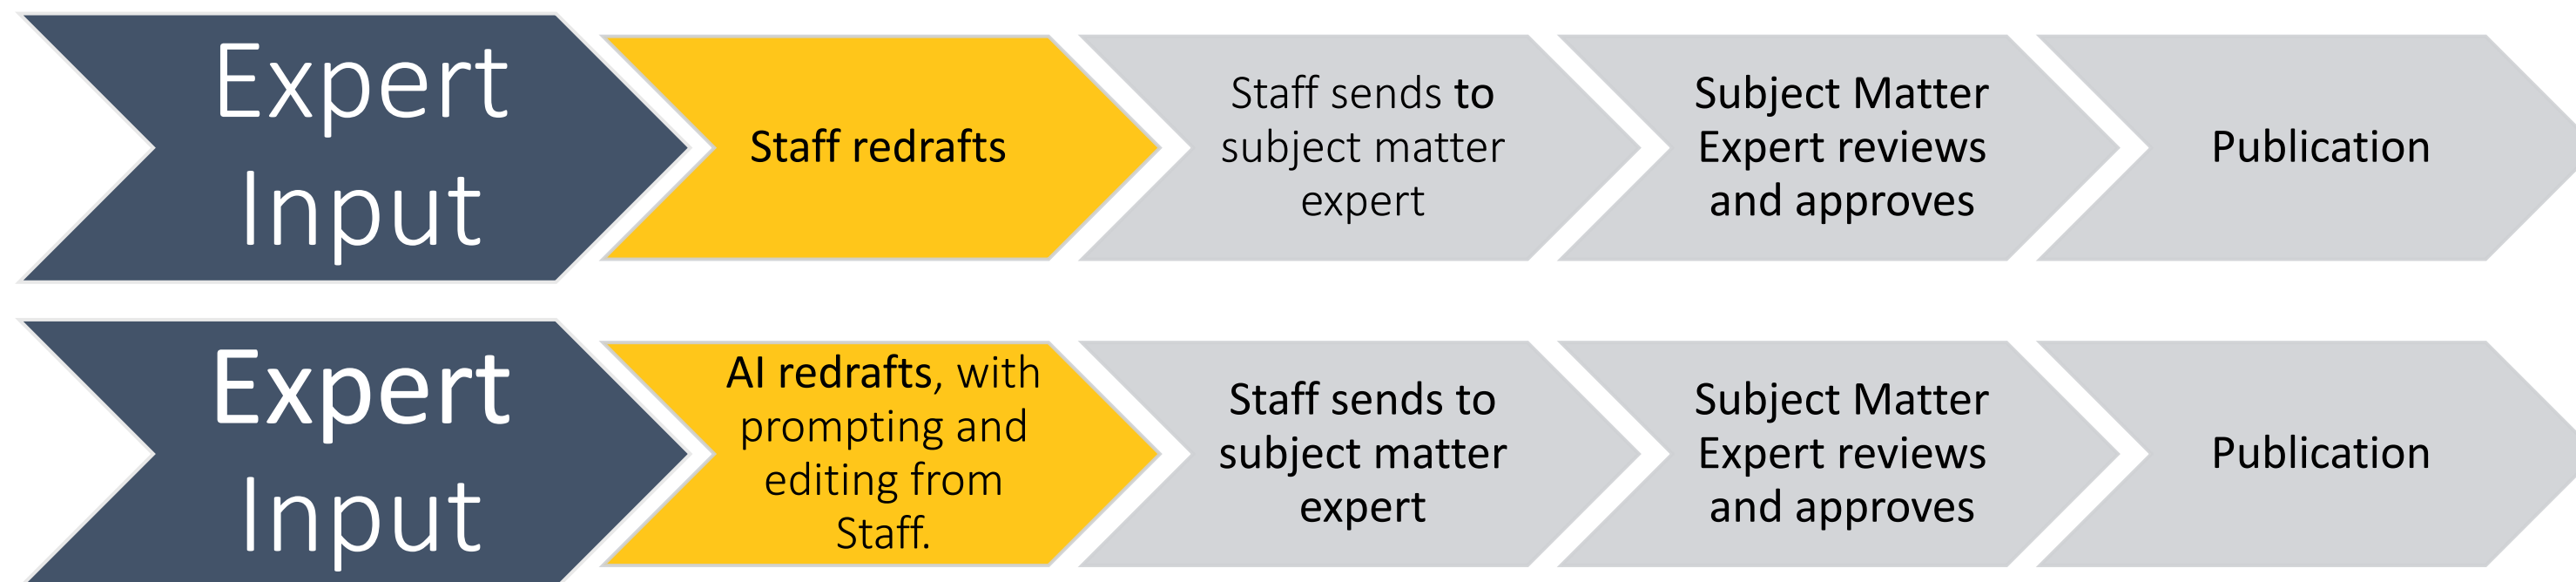 Expert
Input
Staff redrafts
Staff sends to
subject matter
expert
Subject Matter
Expert reviews
and approves
Publication
Expert
Input
AI redrafts, with
prompting and
editing from
Staff.
Staff sends to
subject matter
expert
Subject Matter
Expert reviews
and approves
Publication